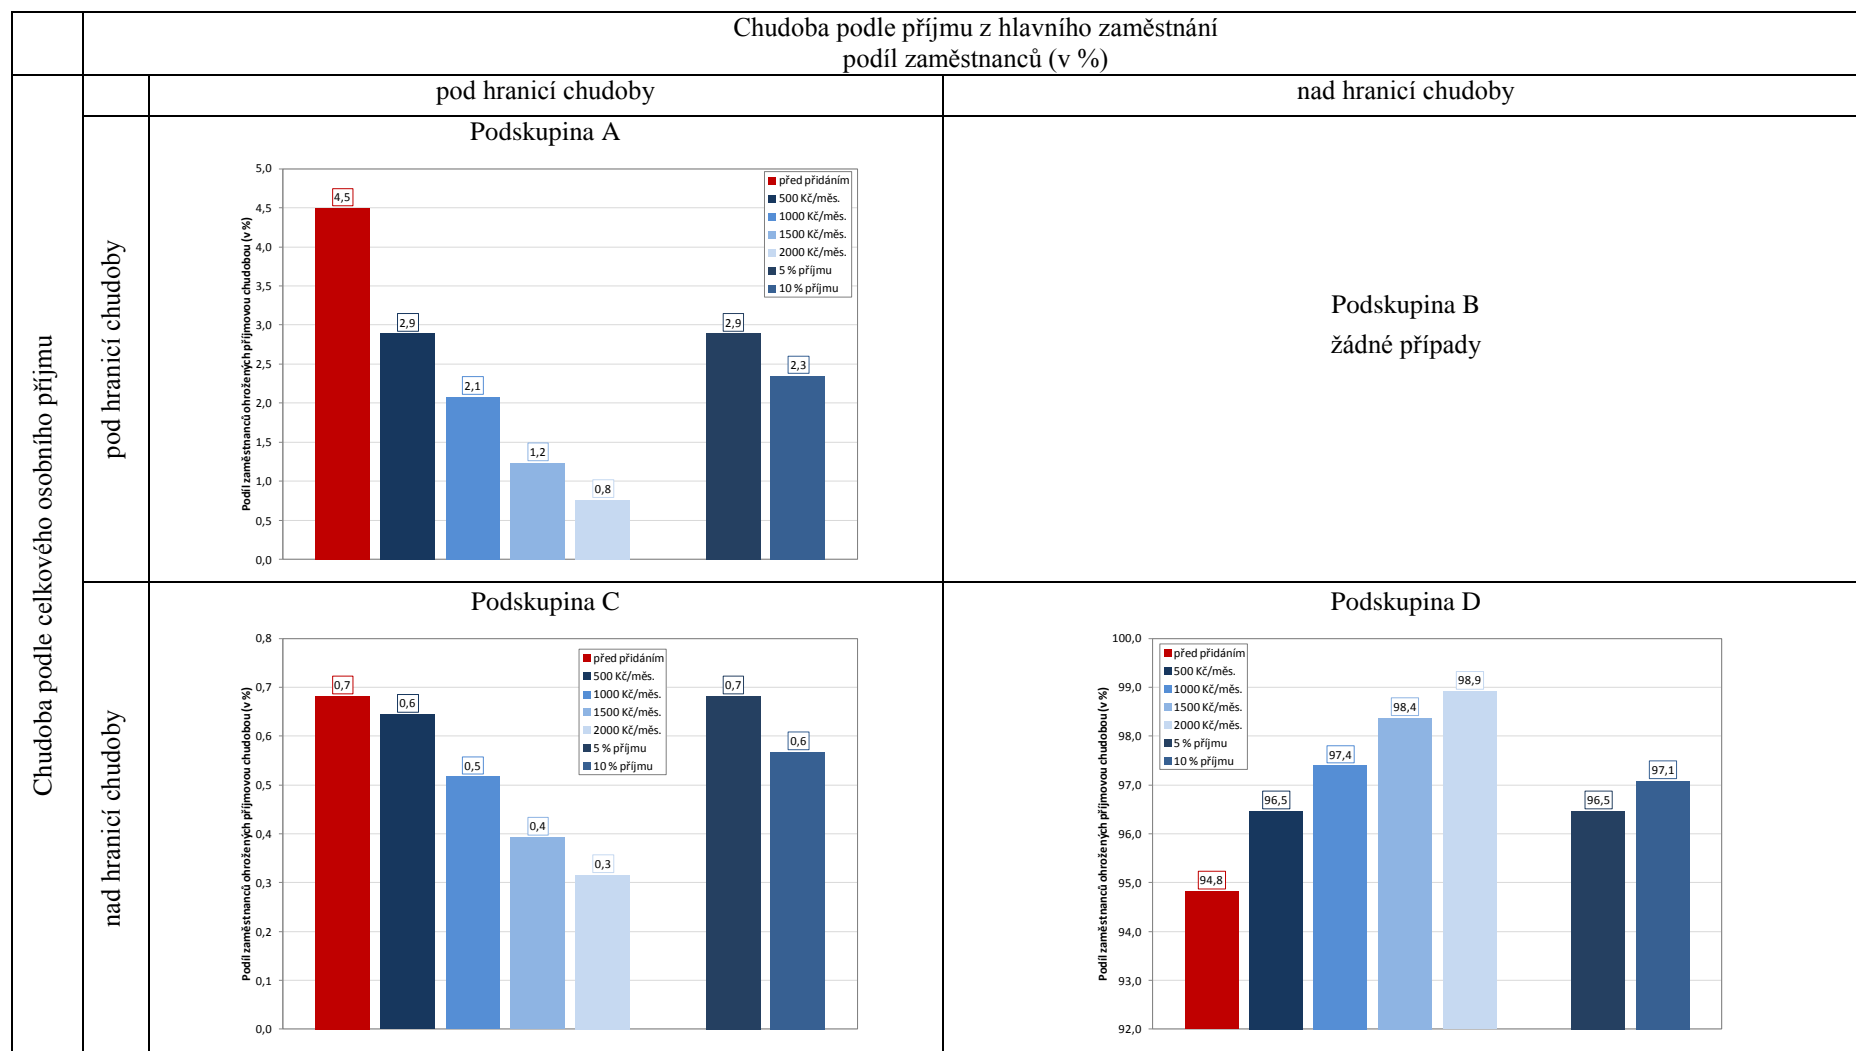 Chudoba podle příjmu z hlavního zaměstnání
podíl zaměstnanců (v %)
pod hranicí chudoby
nad hranicí chudoby
Chudoba podle celkového osobního příjmu
pod hranicí chudoby
Podskupina A
Podíl zaměstnanců ohrožených příjmovou chudobou (v %)
5,0
4,5
4,0
3,5
3,0
2,5
2,0
1,5
1,0
0,5
0,0
4,5
2,9
2,1
1,2
0,8
2,9
2,3
před přidáním
500 Kč/měs.
1000 Kč/měs.
1500 Kč/měs.
2000 Kč/měs.
5 % příjmu
10 % příjmu
Podskupina B
žádné případy
nad hranicí chudoby
Podskupina C
Podíl zaměstnanců ohrožených příjmovou chudobou (v %)
0,8
0,7
0,6
0,5
0,4
0,3
0,2
0,1
0,0
0,7
0,6
0,5
0,4
0,3
0,7
0,6
před přidáním
500 Kč/měs.
1000 Kč/měs.
1500 Kč/měs.
2000 Kč/měs.
5 % příjmu
10 % příjmu
Podskupina D
Podíl zaměstnanců ohrožených příjmovou chudobou (v %)
100,0
99,0
98,0
97,0
96,0
95,0
94,0
93,0
92,0
94,8
96,5
97,4
98,4
98,9
96,5
97,1
před přidáním
500 Kč/měs.
1000 Kč/měs.
1500 Kč/měs.
2000 Kč/měs.
5 % příjmu
10 % příjmu